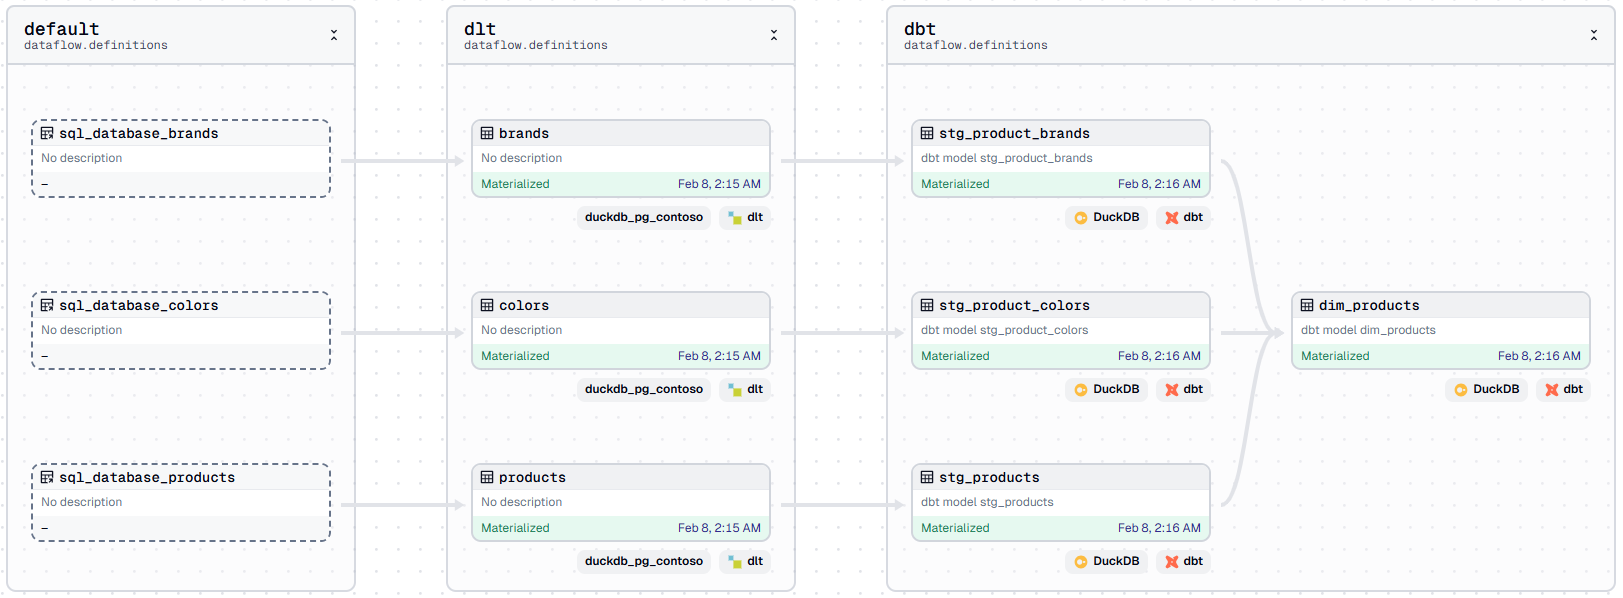 default
dataflow.definitions
sql_database_brands
No description
–
sql_database_colors
No description
–
sql_database_products
No description
–
dlt
dataflow.definitions
brands
No description
Materialized Feb 8, 2:15 AM
duckdb_pg_contoso dlt
colors
No description
Materialized Feb 8, 2:15 AM
duckdb_pg_contoso dlt
products
No description
Materialized Feb 8, 2:15 AM
duckdb_pg_contoso dlt
dbt
dataflow.definitions
stg_product_brands
dbt model stg_product_brands
Materialized Feb 8, 2:16 AM
DuckDB dbt
stg_product_colors
dbt model stg_product_colors
Materialized Feb 8, 2:16 AM
DuckDB dbt
stg_products
dbt model stg_products
Materialized Feb 8, 2:16 AM
DuckDB dbt
dim_products
dbt model dim_products
Materialized Feb 8, 2:16 AM
DuckDB dbt